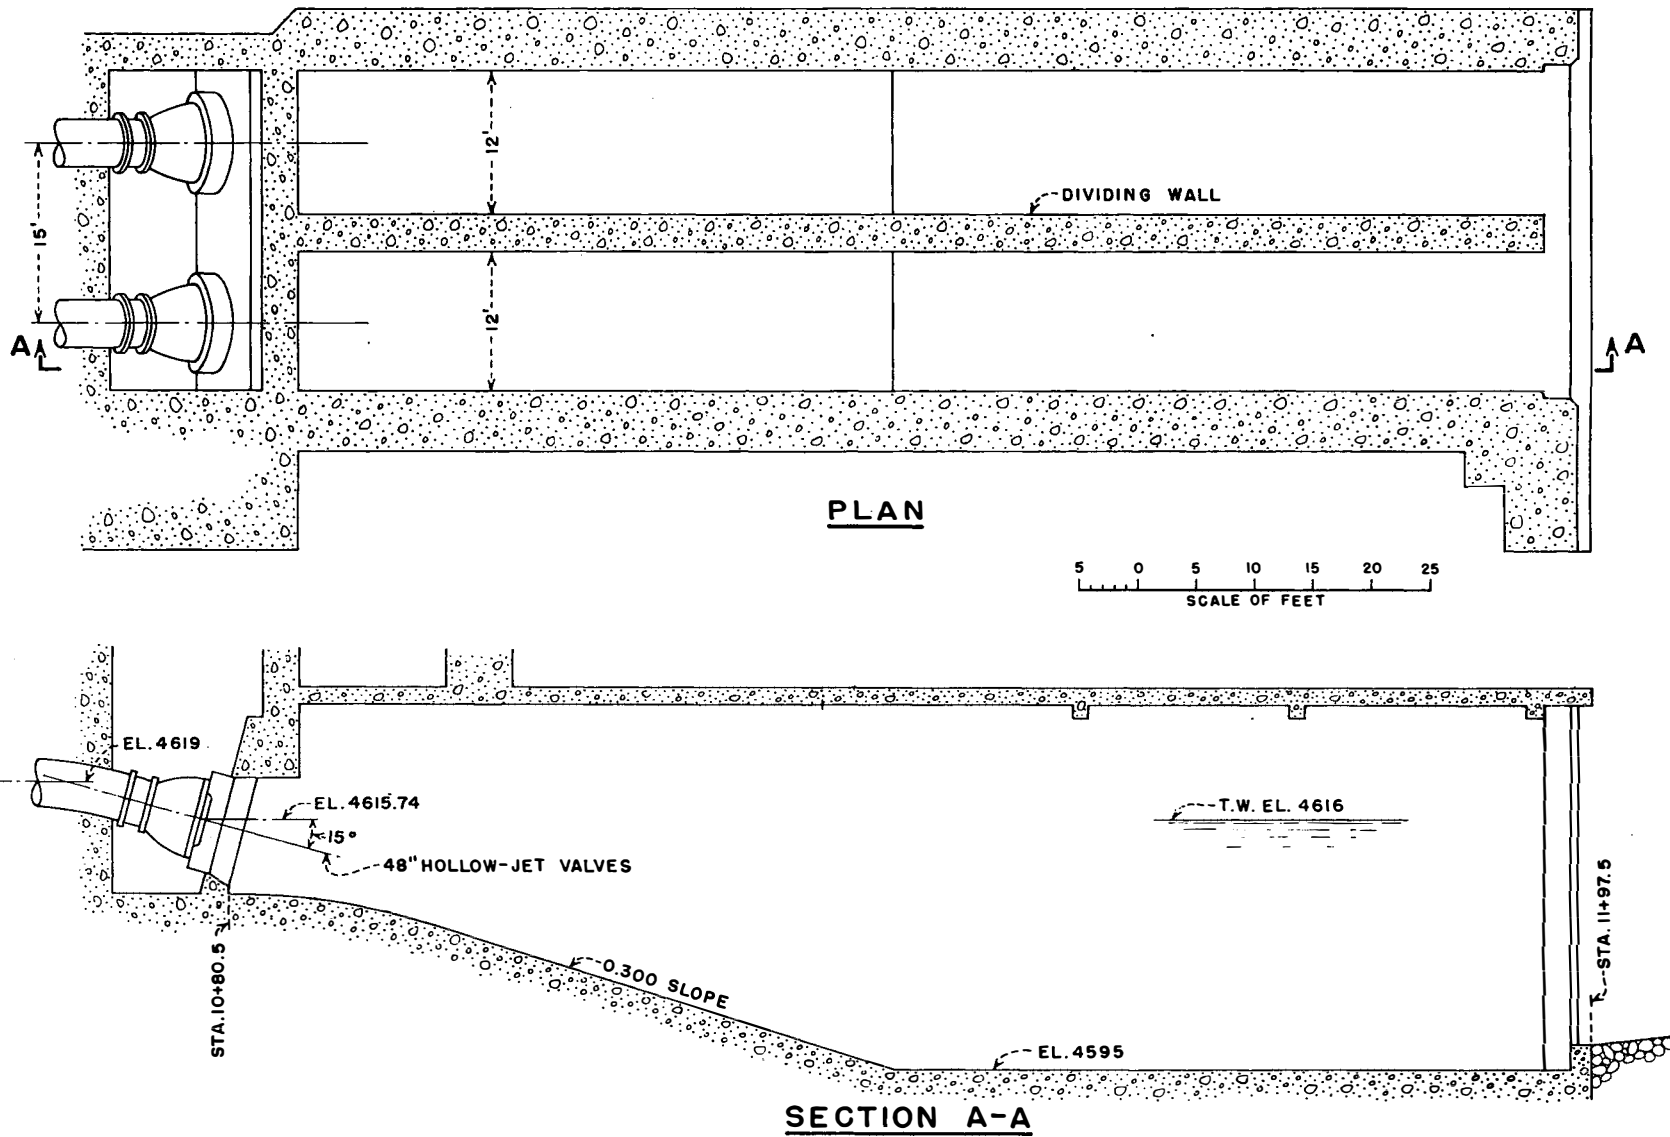 12'
DIVIDING WALL
15'
12'
A
A
PLAN
5 0 5 10 15 20 25
SCALE OF FEET
EL. 4619
EL. 4615.74
15°
48" HOLLOW-JET VALVES
T.W. EL. 4616
STA. 10+80.5
0.300 SLOPE
STA. 11+97.5
EL. 4595
SECTION A-A